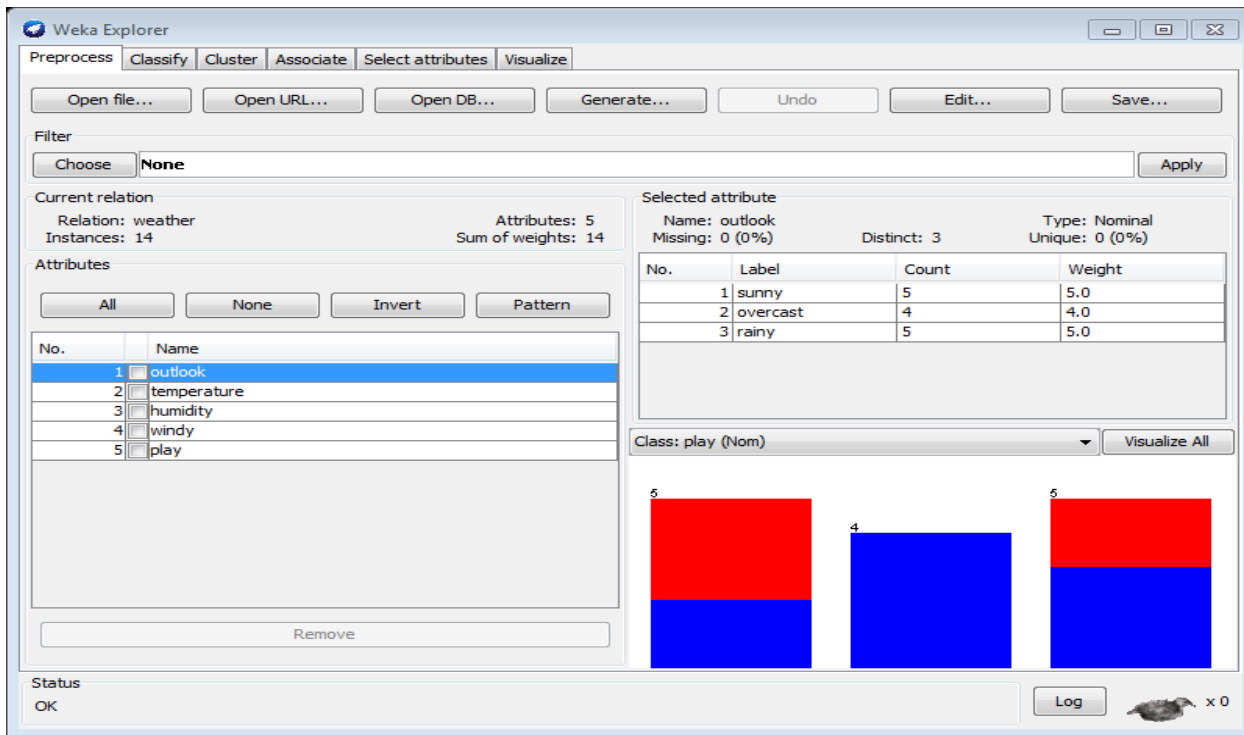 Weka Explorer
Preprocess Classify Cluster Associate Select attributes Visualize
Open file... Open URL... Open DB... Generate... Undo Edit... Save...
Filter
Choose None Apply
Current relation
Relation: weather Attributes: 5
Instances: 14 Sum of weights: 14
Attributes
All None Invert Pattern
No. Name
1 outlook
2 temperature
3 humidity
4 windy
5 play
Remove
Selected attribute
Name: outlook Type: Nominal
Missing: 0 (0%) Distinct: 3 Unique: 0 (0%)
No. Label Count Weight
1 sunny 5 5.0
2 overcast 4 4.0
3 rainy 5 5.0
Class: play (Nom) Visualize All
5 4 5
Status
OK Log x 0